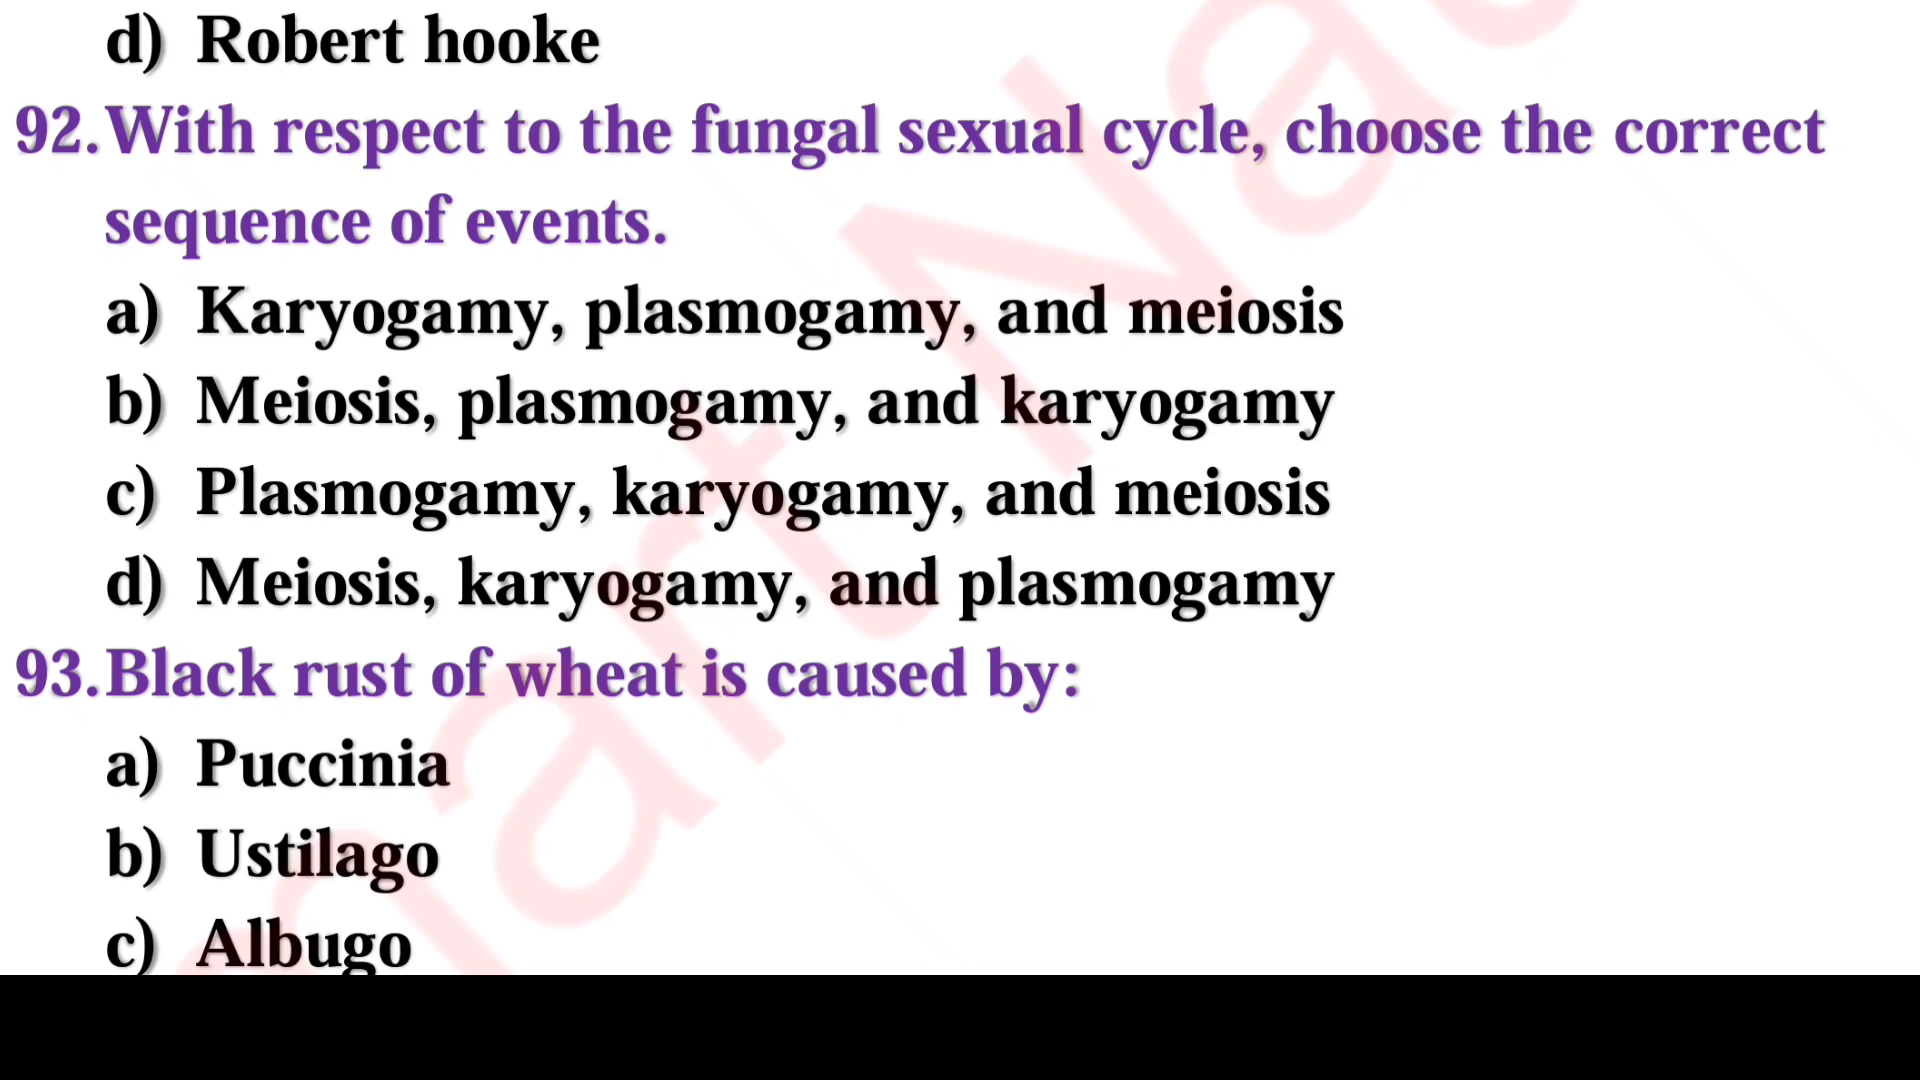 d) Robert hooke
92. With respect to the fungal sexual cycle, choose the correct
sequence of events.
a) Karyogamy, plasmogamy, and meiosis
b) Meiosis, plasmogamy, and karyogamy
c) Plasmogamy, karyogamy, and meiosis
d) Meiosis, karyogamy, and plasmogamy
93. Black rust of wheat is caused by:
a) Puccinia
b) Ustilago
c) Albugo